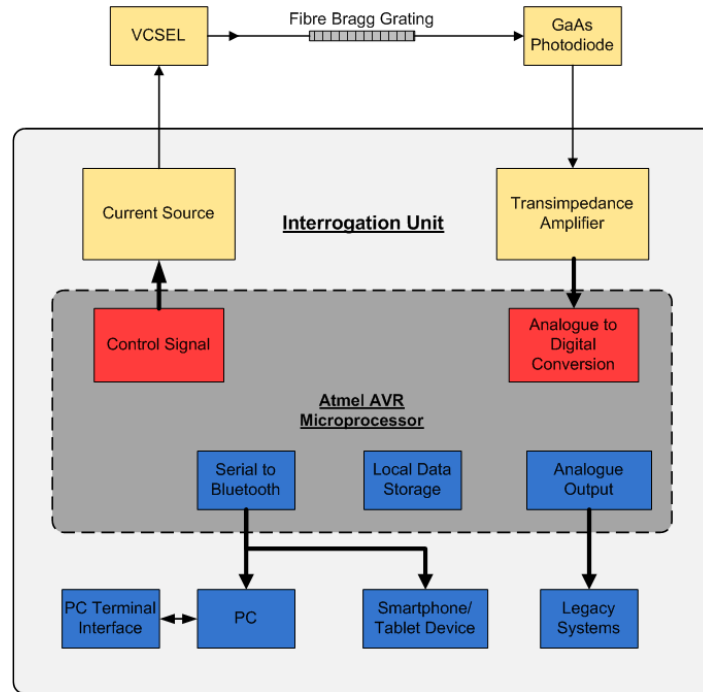 Fibre Bragg Grating
VCSEL
GaAs
Photodiode
Current Source
Interrogation Unit
Transimpedance
Amplifier
Control Signal
Analogue to
Digital
Conversion
Atmel AVR
Microprocessor
Serial to
Bluetooth
Local Data
Storage
Analogue
Output
PC Terminal
Interface
PC
Smartphone/
Tablet Device
Legacy
Systems